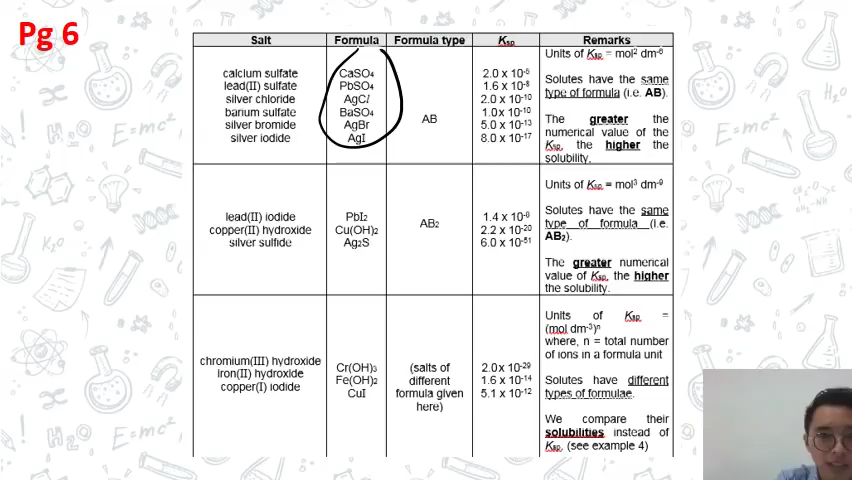 Pg 6
Salt
Formula
Formula type
Ksp
Remarks
calcium sulfate
lead(II) sulfate
silver chloride
barium sulfate
silver bromide
silver iodide
CaSO4
PbSO4
AgCl
BaSO4
AgBr
AgI
AB
2.0 x 10-5
1.6 x 10-8
2.0 x 10-10
1.0x 10-10
5.0 x 10-13
8.0 x 10-17
Units of Ksp = mol2 dm-6
Solutes have the same
type of formula (i.e. AB).
The greater the
numerical value of the
Ksp, the higher the
solubility.
lead(II) iodide
copper(II) hydroxide
silver sulfide
PbI2
Cu(OH)2
Ag2S
AB2
1.4 x 10-8
2.2 x 10-20
6.0 x 10-51
Units of Ksp = mol3 dm-9
Solutes have the same
type of formula (i.e.
AB2).
The greater numerical
value of Ksp, the higher
the solubility.
chromium(III) hydroxide
Iron(II) hydroxide
copper(I) iodide
Cr(OH)3
Fe(OH)2
CuI
(salts of
different
formula given
here)
2.0x 10-29
1.6 x 10-14
5.1 x 10-12
Units of Ksp =
(mol dm-3)n
where, n = total number
of ions in a formula unit
Solutes have different
types of formulae.
We compare their
solubilities instead of
Ksp. (see example 4)
E=mc2
H2O